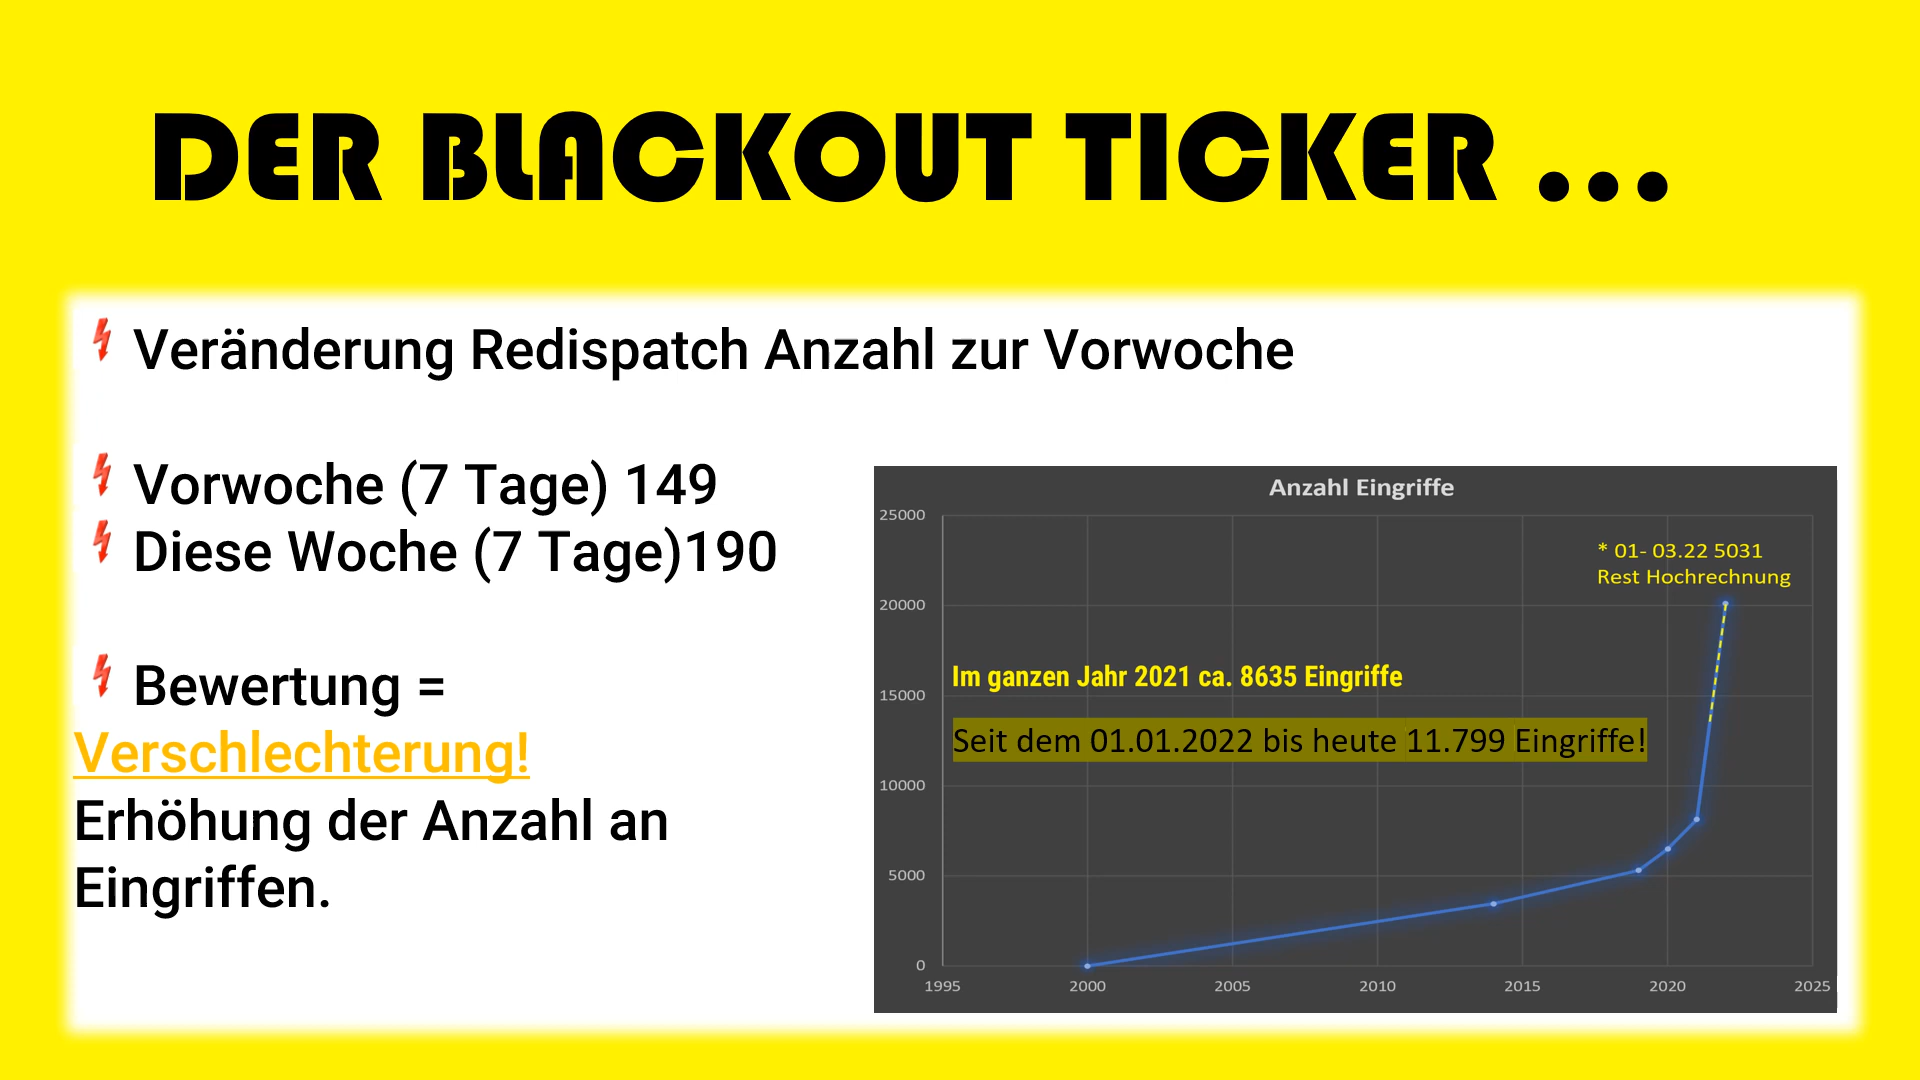 DER BLACKOUT TICKER ...
Veränderung Redispatch Anzahl zur Vorwoche
Vorwoche (7 Tage) 149
Diese Woche (7 Tage)190
Bewertung =
Verschlechterung!
Erhöhung der Anzahl an
Eingriffen.
Anzahl Eingriffe
25000
* 01- 03.22 5031
Rest Hochrechnung
20000
Im ganzen Jahr 2021 ca. 8635 Eingriffe
15000
Seit dem 01.01.2022 bis heute 11.799 Eingriffe!
10000
5000
0
1995 2000 2005 2010 2015 2020 2025